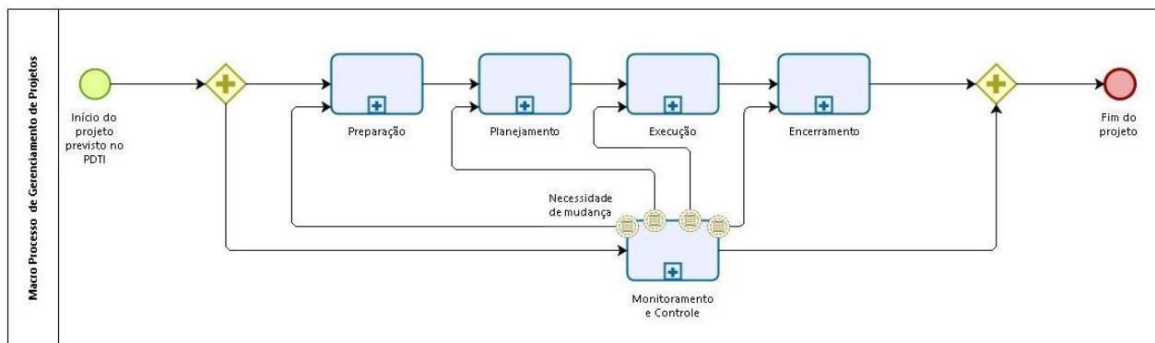 Macro Processo de Gerenciamento de Projetos
Início do
projeto
previsto no
PDTI
Preparação
Planejamento
Execução
Encerramento
Fim do
projeto
Necessidade
de mudança
Monitoramento
e Controle